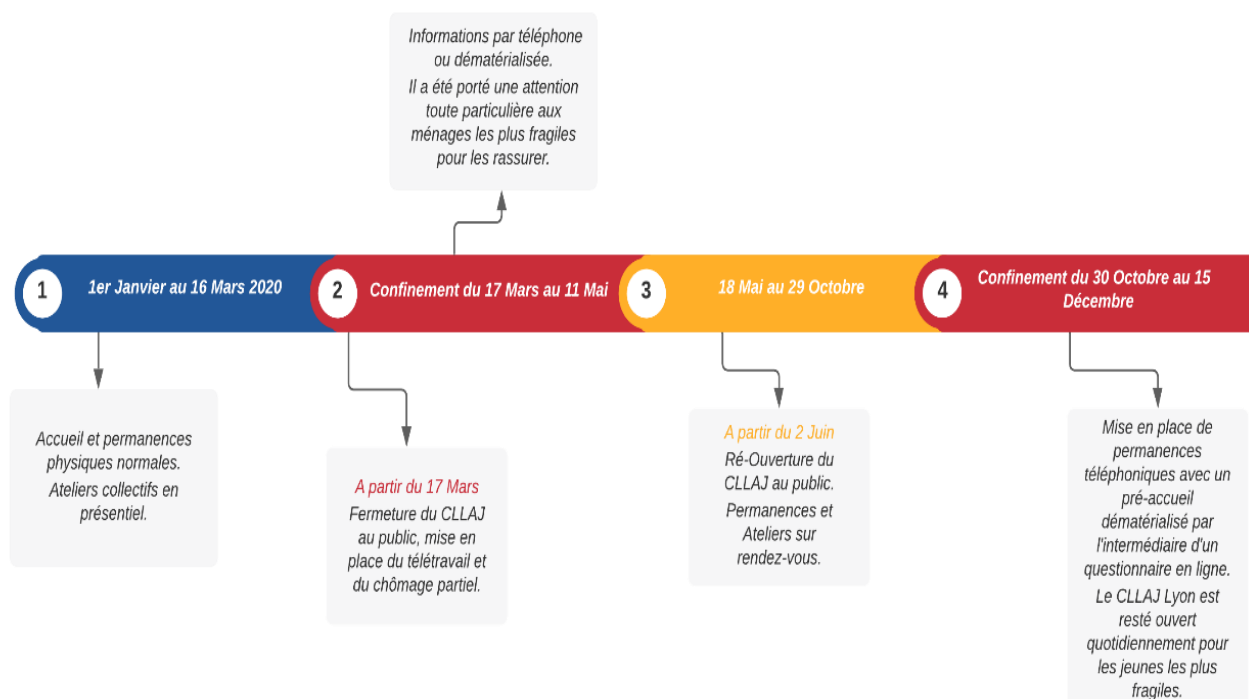 Informations par téléphone
ou dématérialisée.
Il a été porté une attention
toute particulière aux
ménages les plus fragiles
pour les rassurer.
1
1er Janvier au 16 Mars 2020
2
Confinement du 17 Mars au 11 Mai
3
18 Mai au 29 Octobre
4
Confinement du 30 Octobre au 15
Décembre
Accueil et permanences
physiques normales.
Ateliers collectifs en
présentiel.
A partir du 17 Mars
Fermeture du CLLAJ
au public, mise en
place du télétravail et
du chômage partiel.
A partir du 2 Juin
Ré-Ouverture du
CLLAJ au public.
Permanences et
Ateliers sur
rendez-vous.
Mise en place de
permanences
téléphoniques avec un
pré-accueil
dématérialisé par
l'intermédiaire d'un
questionnaire en ligne.
Le CLLAJ Lyon est
resté ouvert
quotidiennement pour
les jeunes les plus
fragiles.